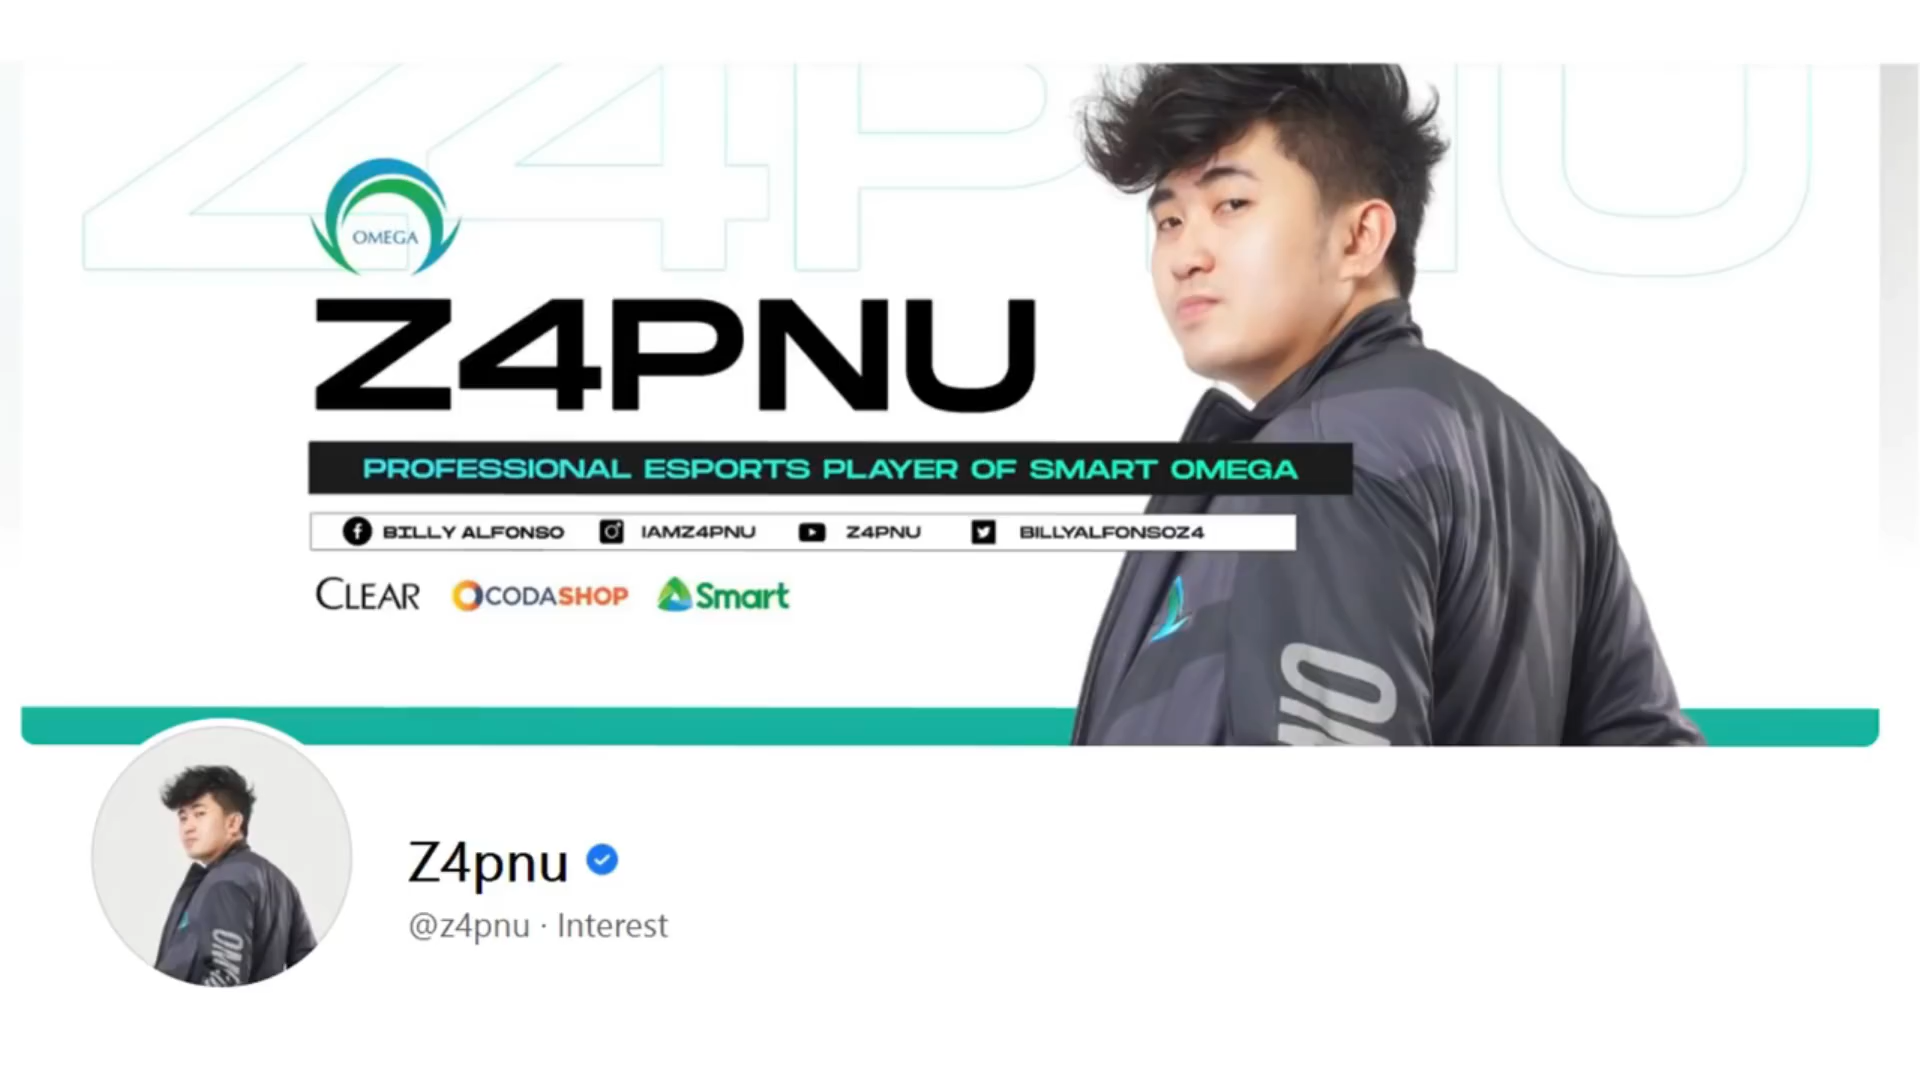 Z4PNU
OMEGA
Z4PNU
PROFESSIONAL ESPORTS PLAYER OF SMART OMEGA
BILLY ALFONSO IAMZ4PNU Z4PNU BILLYALFONSOZ4
CLEAR CODASHOP Smart
Z4pnu
@z4pnu · Interest